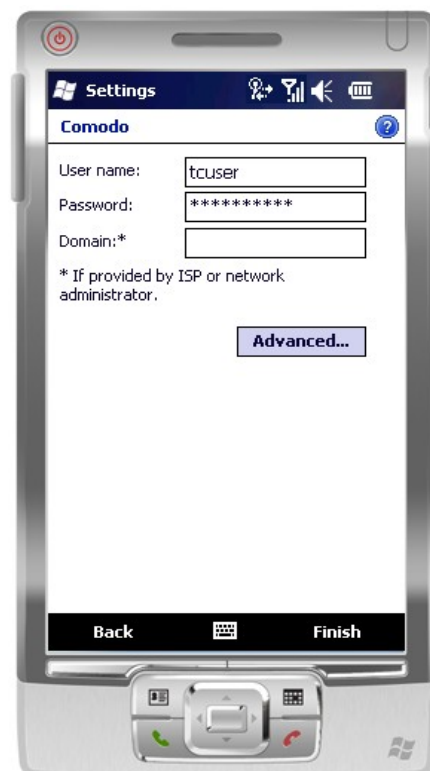 Settings
Comodo
User name:
tcuser
Password:
**********
Domain:*
* If provided by ISP or network
administrator.
Advanced...
Back
Finish